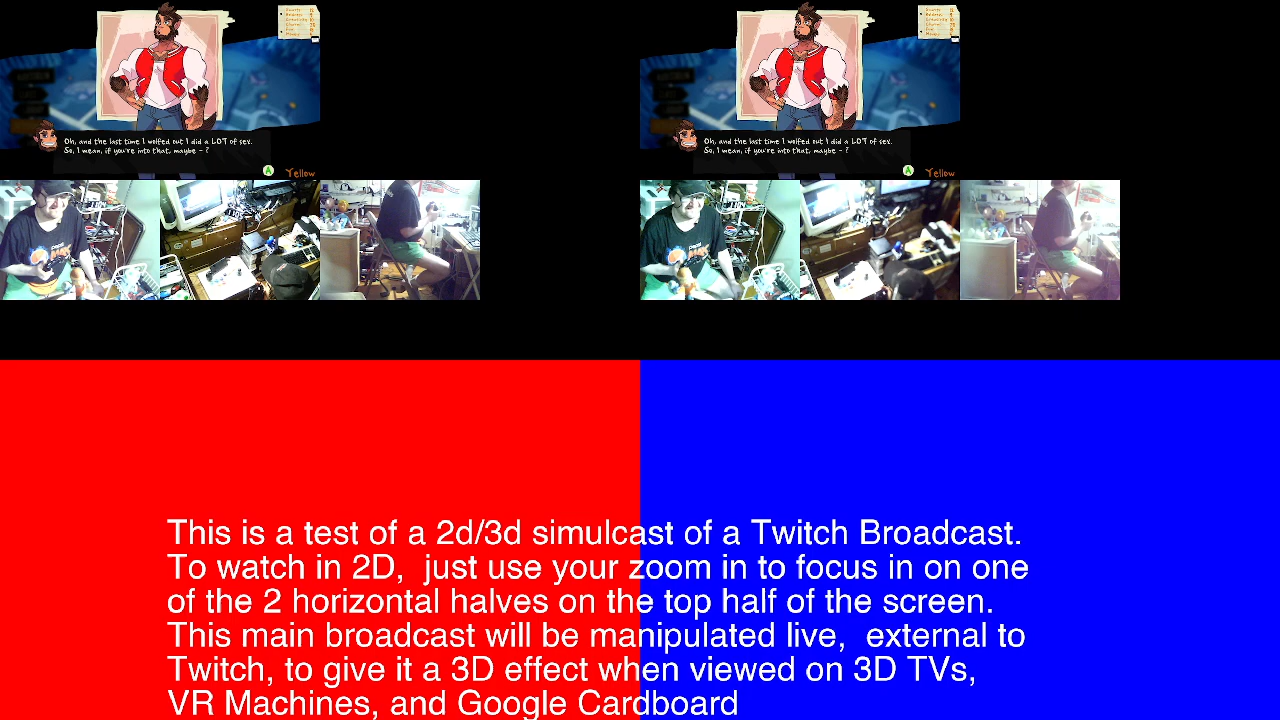 Oh, and the last time I wolfed out I did a LOT of sex.
So, I mean, if you're into that, maybe - ?
A
Yellow
Oh, and the last time I wolfed out I did a LOT of sex.
So, I mean, if you're into that, maybe - ?
A
Yellow
This is a test of a 2d/3d simulcast of a Twitch Broadcast.
To watch in 2D, just use your zoom in to focus in on one
of the 2 horizontal halves on the top half of the screen.
This main broadcast will be manipulated live, external to
Twitch, to give it a 3D effect when viewed on 3D TVs,
VR Machines, and Google Cardboard